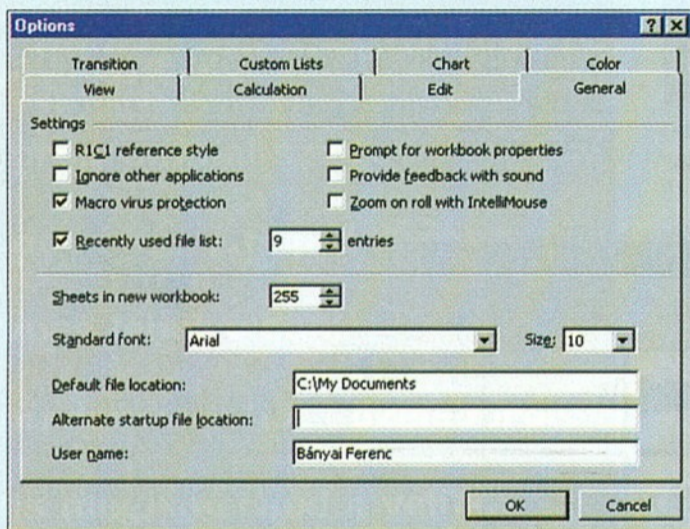 Options
Transition Custom Lists Chart Color
View Calculation Edit General
Settings
R1C1 reference style Prompt for workbook properties
Ignore other applications Provide feedback with sound
Macro virus protection Zoom on roll with IntelliMouse
Recently used file list: 9 entries
Sheets in new workbook: 255
Standard font: Arial Size: 10
Default file location: C:\My Documents
Alternate startup file location:
User name: Bányai Ferenc
OK Cancel